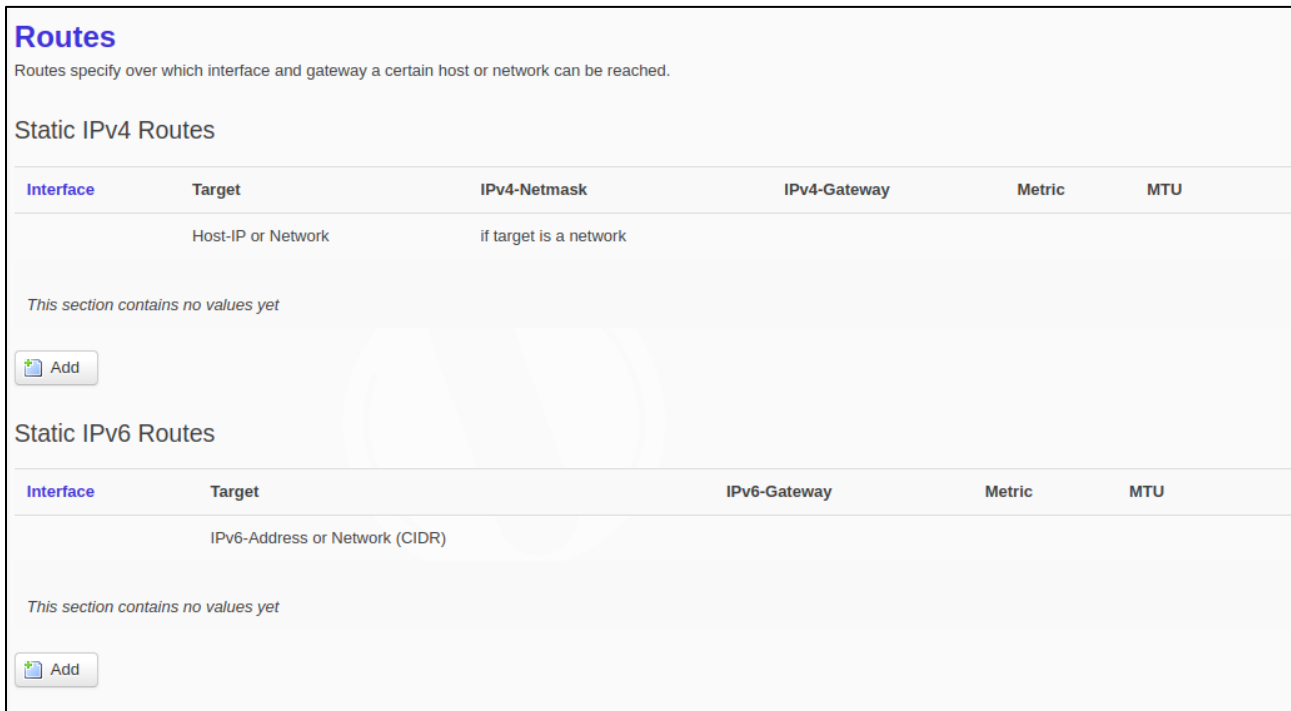 Routes
Routes specify over which interface and gateway a certain host or network can be reached.
Static IPv4 Routes
Interface Target IPv4-Netmask IPv4-Gateway Metric MTU
Host-IP or Network if target is a network
This section contains no values yet
Add
Static IPv6 Routes
Interface Target IPv6-Gateway Metric MTU
IPv6-Address or Network (CIDR)
This section contains no values yet
Add